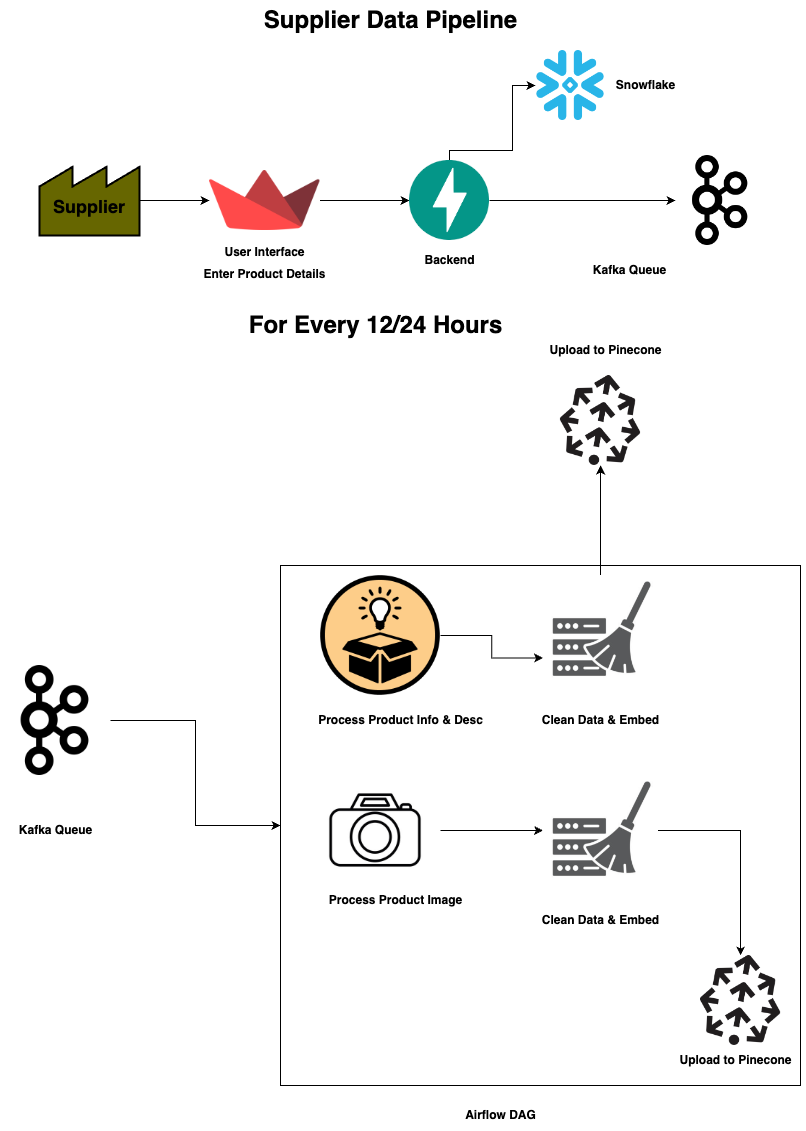 Supplier Data Pipeline
Snowflake
Supplier
User Interface
Enter Product Details
Backend
Kafka Queue
For Every 12/24 Hours
Upload to Pinecone
Process Product Info & Desc
Clean Data & Embed
Kafka Queue
Process Product Image
Clean Data & Embed
Upload to Pinecone
Airflow DAG